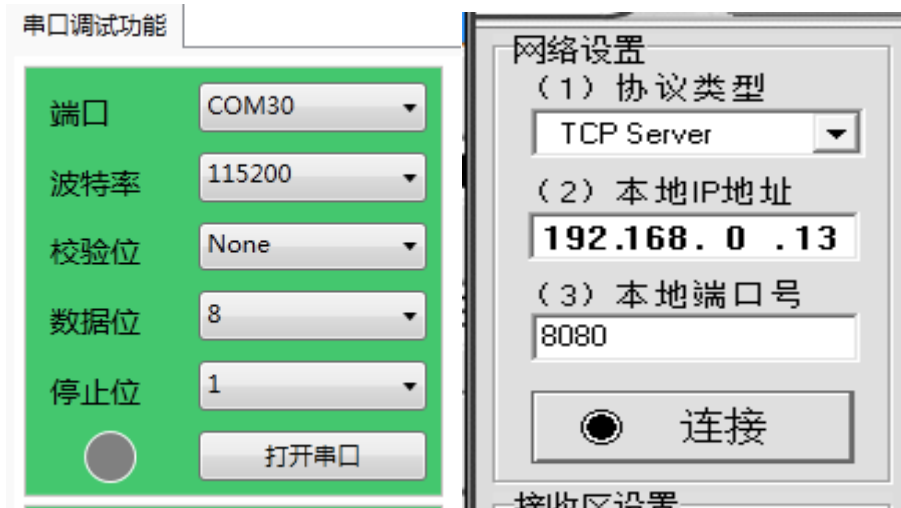 串口调试功能
端口
COM30
波特率
115200
校验位
None
数据位
8
停止位
1
打开串口
网络设置
（1）协议类型
TCP Server
（2）本地IP地址
192.168. 0 .13
（3）本地端口号
8080
连接
接收区设置